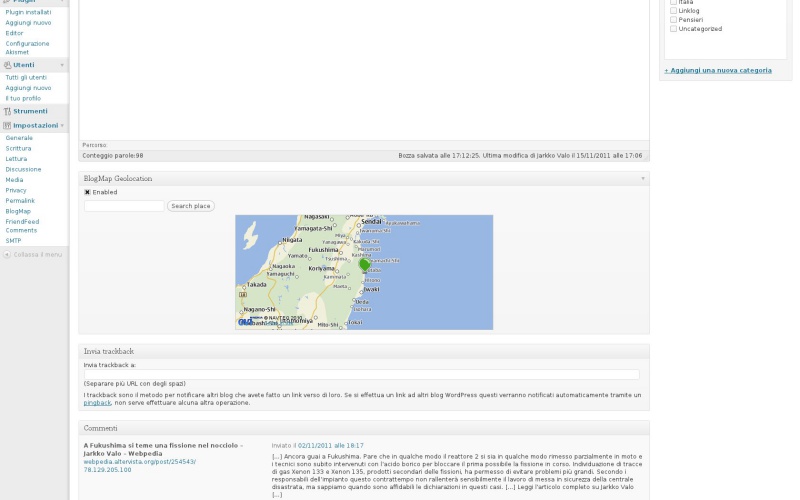 Plugin
Plugin installati
Aggiungi nuovo
Editor
Configurazione
Akismet
Utenti
Tutti gli utenti
Aggiungi nuovo
Il tuo profilo
Strumenti
Impostazioni
Generale
Scrittura
Lettura
Discussione
Media
Privacy
Permalink
BlogMap
FriendFeed
Comments
SMTP
Collassa il menu
Percorso:
Conteggio parole:98
Bozza salvata alle 17:12:25. Ultima modifica di Jarkko Valo il 15/11/2011 alle 17:06
Italia
Linklog
Pensieri
Uncategorized
+ Aggiungi una nuova categoria
BlogMap Geolocation
Enabled
Search place
Nagasaki
Sendai
Yamagata-Shi
Niigata
Yanagawa
Fukushima
Yamato
Tsushima
Nagaoka
Koriyama
Yamaguchi
Takada
Iwaki
Ueda
Nagano-Shi
Mito-Shi
Tokai
Invia trackback
Invia trackback a:
(Separare più URL con degli spazi)
I trackback sono il metodo per notificare altri blog che avete fatto un link verso di loro. Se si effettua un link ad altri blog WordPress questi verranno notificati automaticamente tramite un
pingback, non serve effettuare alcuna altra operazione.
Commenti
A Fukushima si teme una fissione nel nocciolo -
Jarkko Valo - Webpedia
webpedia.altervista.org/post/254543/
78.129.205.100
Inviato il 02/11/2011 alle 18:17
[...] Ancora guai a Fukushima. Pare che in qualche modo il reattore 2 si sia in qualche modo rimesso parzialmente in moto e
i tecnici sono subito intervenuti con l'acido borico per bloccare il prima possibile la fissione in corso. Individuazione di tracce
di gas Xenon 133 e Xenon 135, prodotti secondari della fissioni, ha permesso di evitare problemi più grandi. Secondo i
responsabili dell'impianto questo contrattempo non rallenterà sensibilmente il lavoro di messa in sicurezza della centrale
disastrata, ma sappiamo quando sono affidabili le dichiarazioni in questi casi. [...] Leggi l'articolo completo su Jarkko Valo
[...]